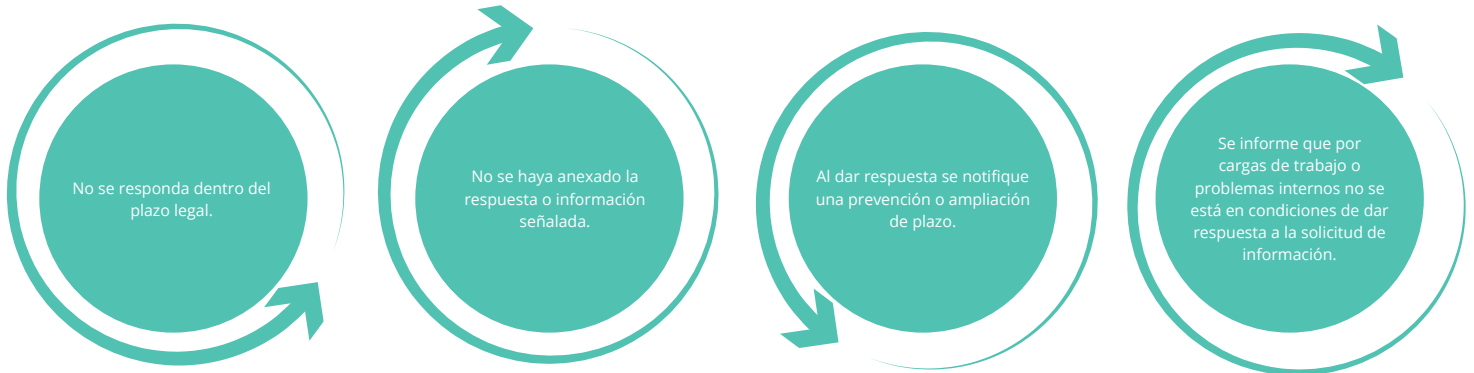 No se responda dentro del
plazo legal.
No se haya anexado la
respuesta o información
señalada.
Al dar respuesta se notifique
una prevención o ampliación
de plazo.
Se informe que por
cargas de trabajo o
problemas internos no se
está en condiciones de dar
respuesta a la solicitud de
información.